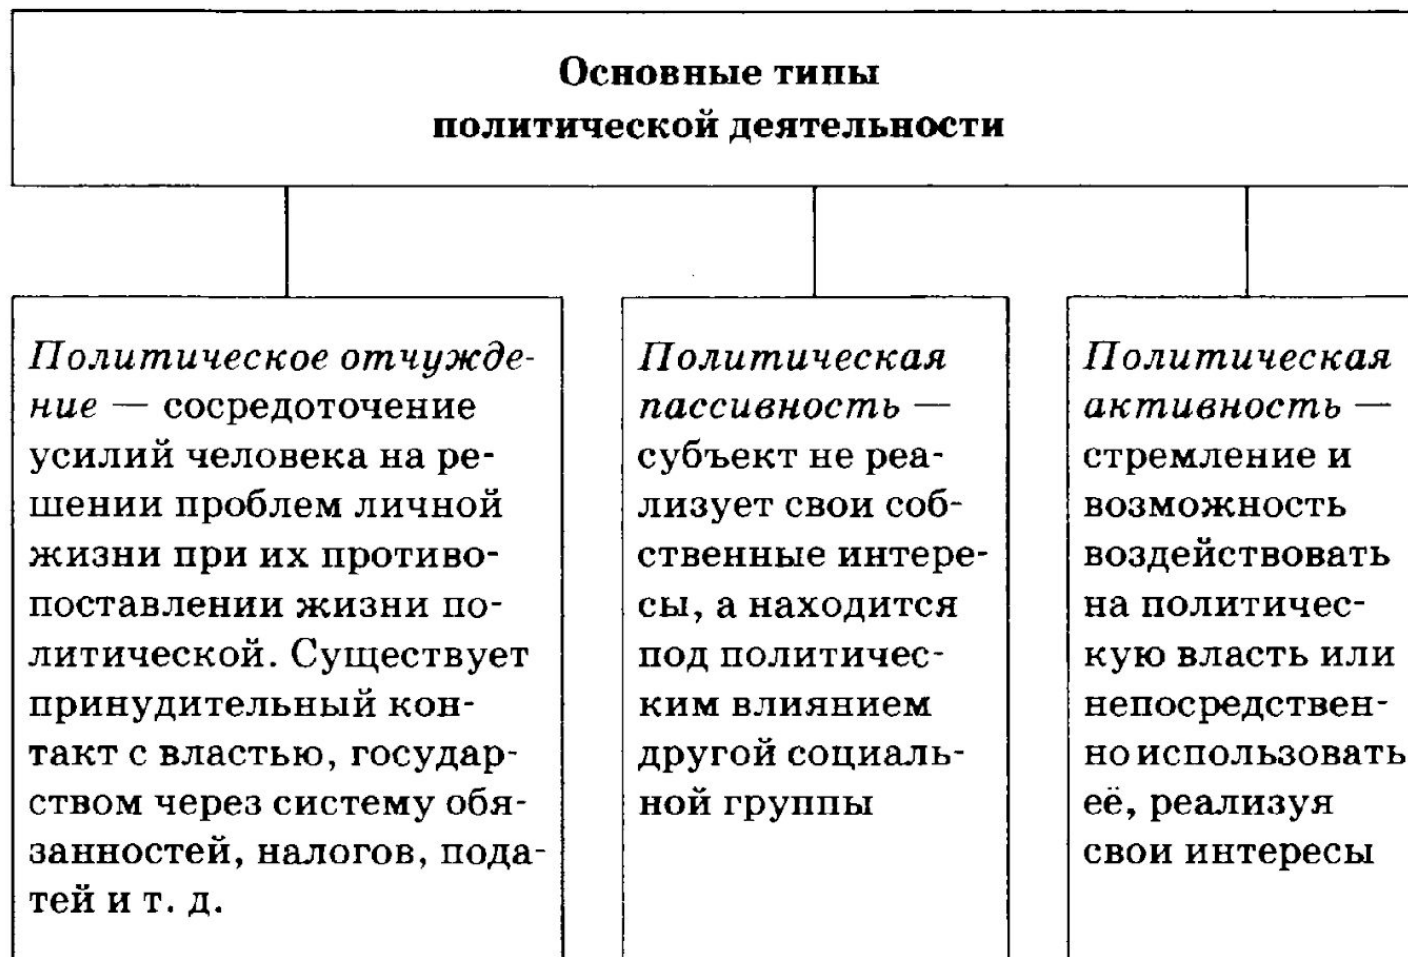 Основные типы
политической деятельности
Политическое отчужде-
ние — сосредоточение
усилий человека на ре-
шении проблем личной
жизни при их противо-
поставлении жизни по-
литической. Существует
принудительный кон-
такт с властью, государ-
ством через систему обя-
занностей, налогов, пода-
тей и т. д.
Политическая
пассивность —
субъект не реа-
лизует свои соб-
ственные интере-
сы, а находится
под политичес-
ким влиянием
другой социаль-
ной группы
Политическая
активность —
стремление и
возможность
воздействовать
на политичес-
кую власть или
непосредствен-
но использовать
её, реализуя
свои интересы